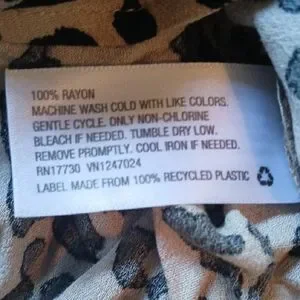 100% RAYON
MACHINE WASH COLD WITH LIKE COLORS.
GENTLE CYCLE. ONLY NON-CHLORINE
BLEACH IF NEEDED. TUMBLE DRY LOW.
REMOVE PROMPTLY. COOL IRON IF NEEDED.
RN17730 VN1247024
LABEL MADE FROM 100% RECYCLED PLASTIC